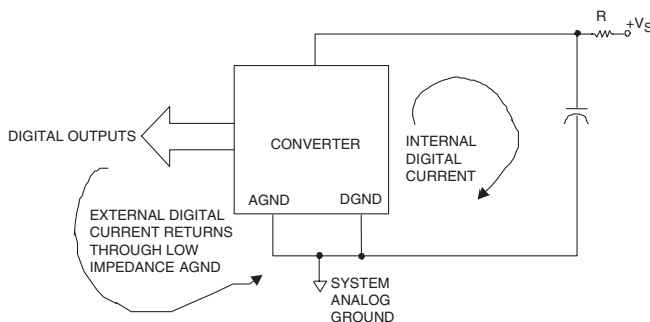 R
+VS
DIGITAL OUTPUTS
CONVERTER
INTERNAL
DIGITAL
CURRENT
AGND
DGND
EXTERNAL DIGITAL
CURRENT RETURNS
THROUGH LOW
IMPEDANCE AGND
SYSTEM
ANALOG
GROUND